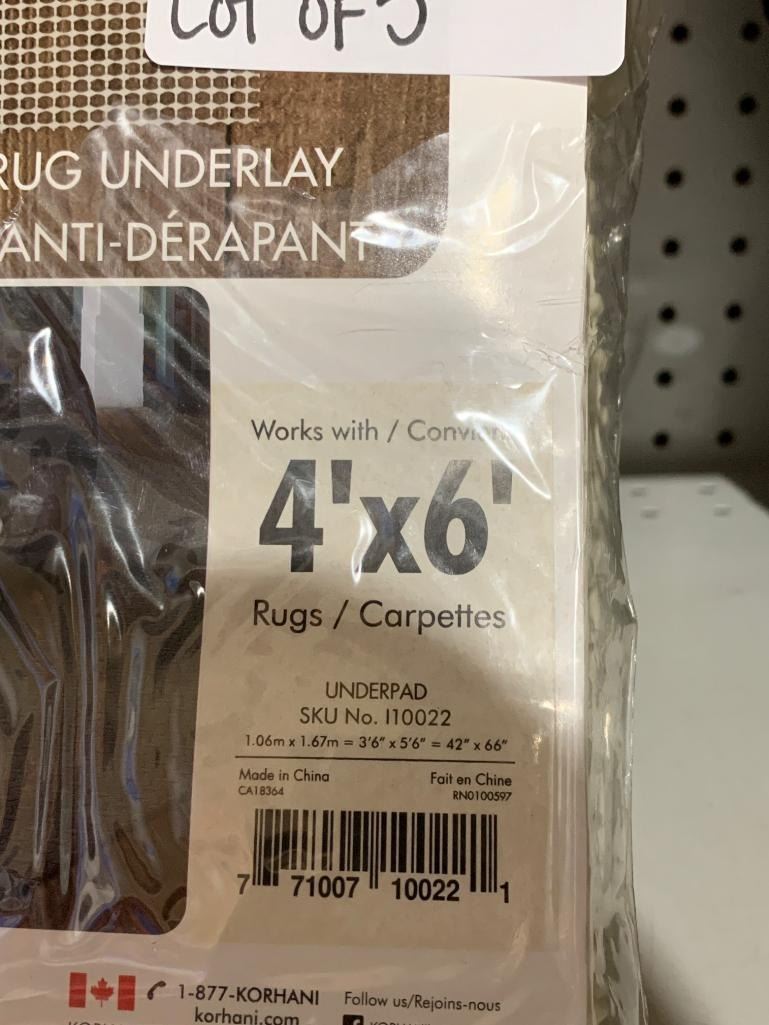 LOT OF 5
RUG UNDERLAY
ANTI-DÉRAPANT
Works with / Convient
4'x6'
Rugs / Carpettes
UNDERPAD
SKU No. I10022
1.06m x 1.67m = 3'6" x 5'6" = 42" x 66"
Made in China Fait en Chine
CA18364 RN0100597
7 71007 10022 1
1-877-KORHANI Follow us/Rejoins-nous
korhani.com